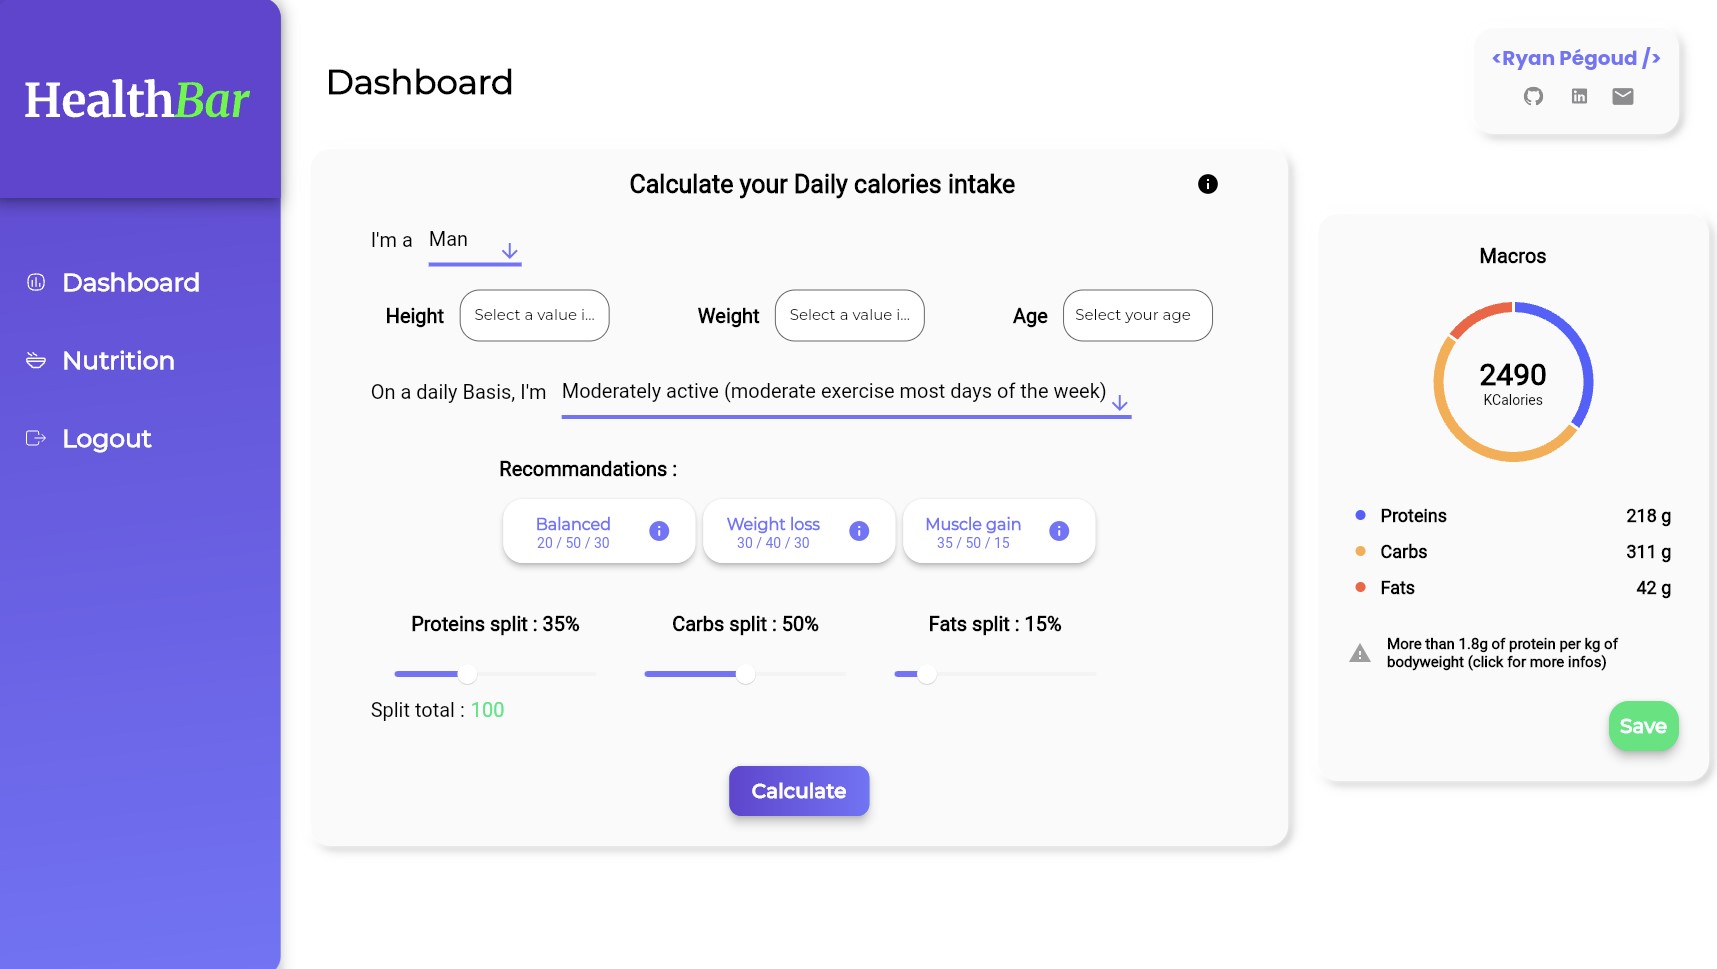 HealthBar
Dashboard
Nutrition
Logout
Dashboard
<Ryan Pégoud />
Calculate your Daily calories intake
I'm a Man
Height Select a value i... Weight Select a value i... Age Select your age
On a daily Basis, I'm Moderately active (moderate exercise most days of the week)
Recommandations :
Balanced
20 / 50 / 30
Weight loss
30 / 40 / 30
Muscle gain
35 / 50 / 15
Proteins split : 35% Carbs split : 50% Fats split : 15%
Split total : 100
Calculate
Macros
2490
KCalories
Proteins 218 g
Carbs 311 g
Fats 42 g
More than 1.8g of protein per kg of
bodyweight (click for more infos)
Save